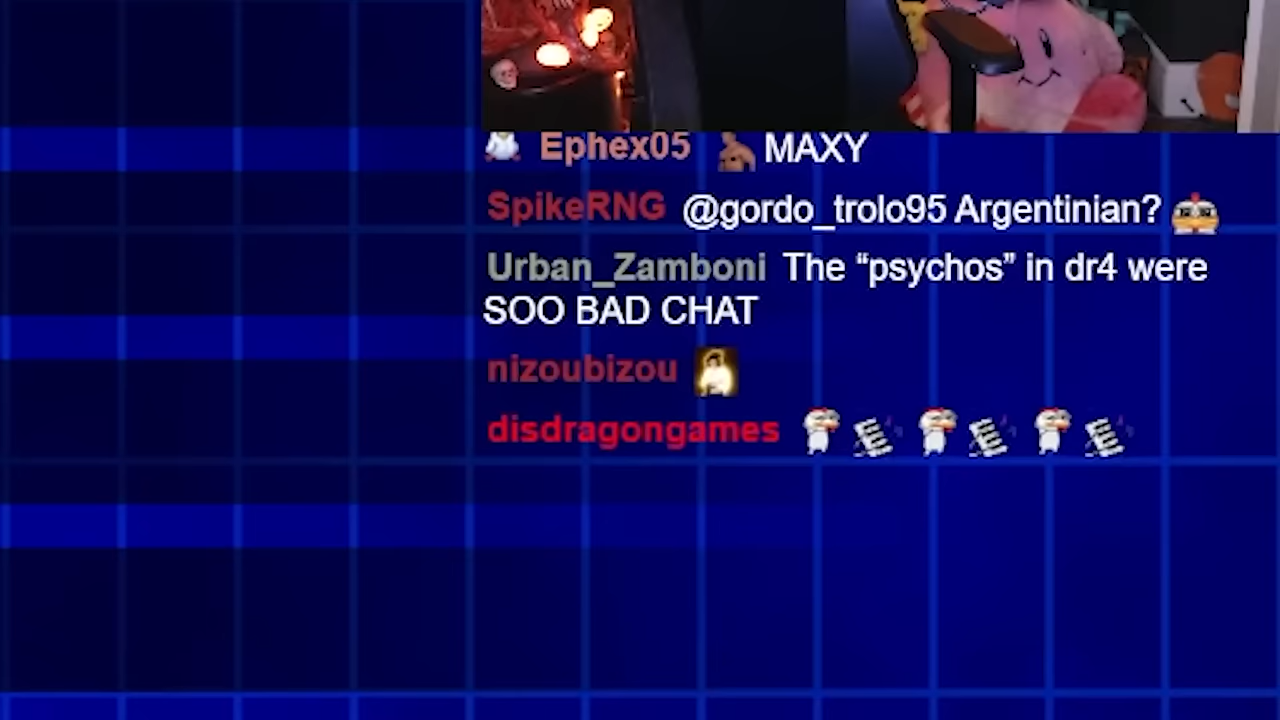 Ephex05 MAXY
SpikeRNG @gordo_trolo95 Argentinian?
Urban_Zamboni The “psychos” in dr4 were
SOO BAD CHAT
nizoubizou
disdragongames